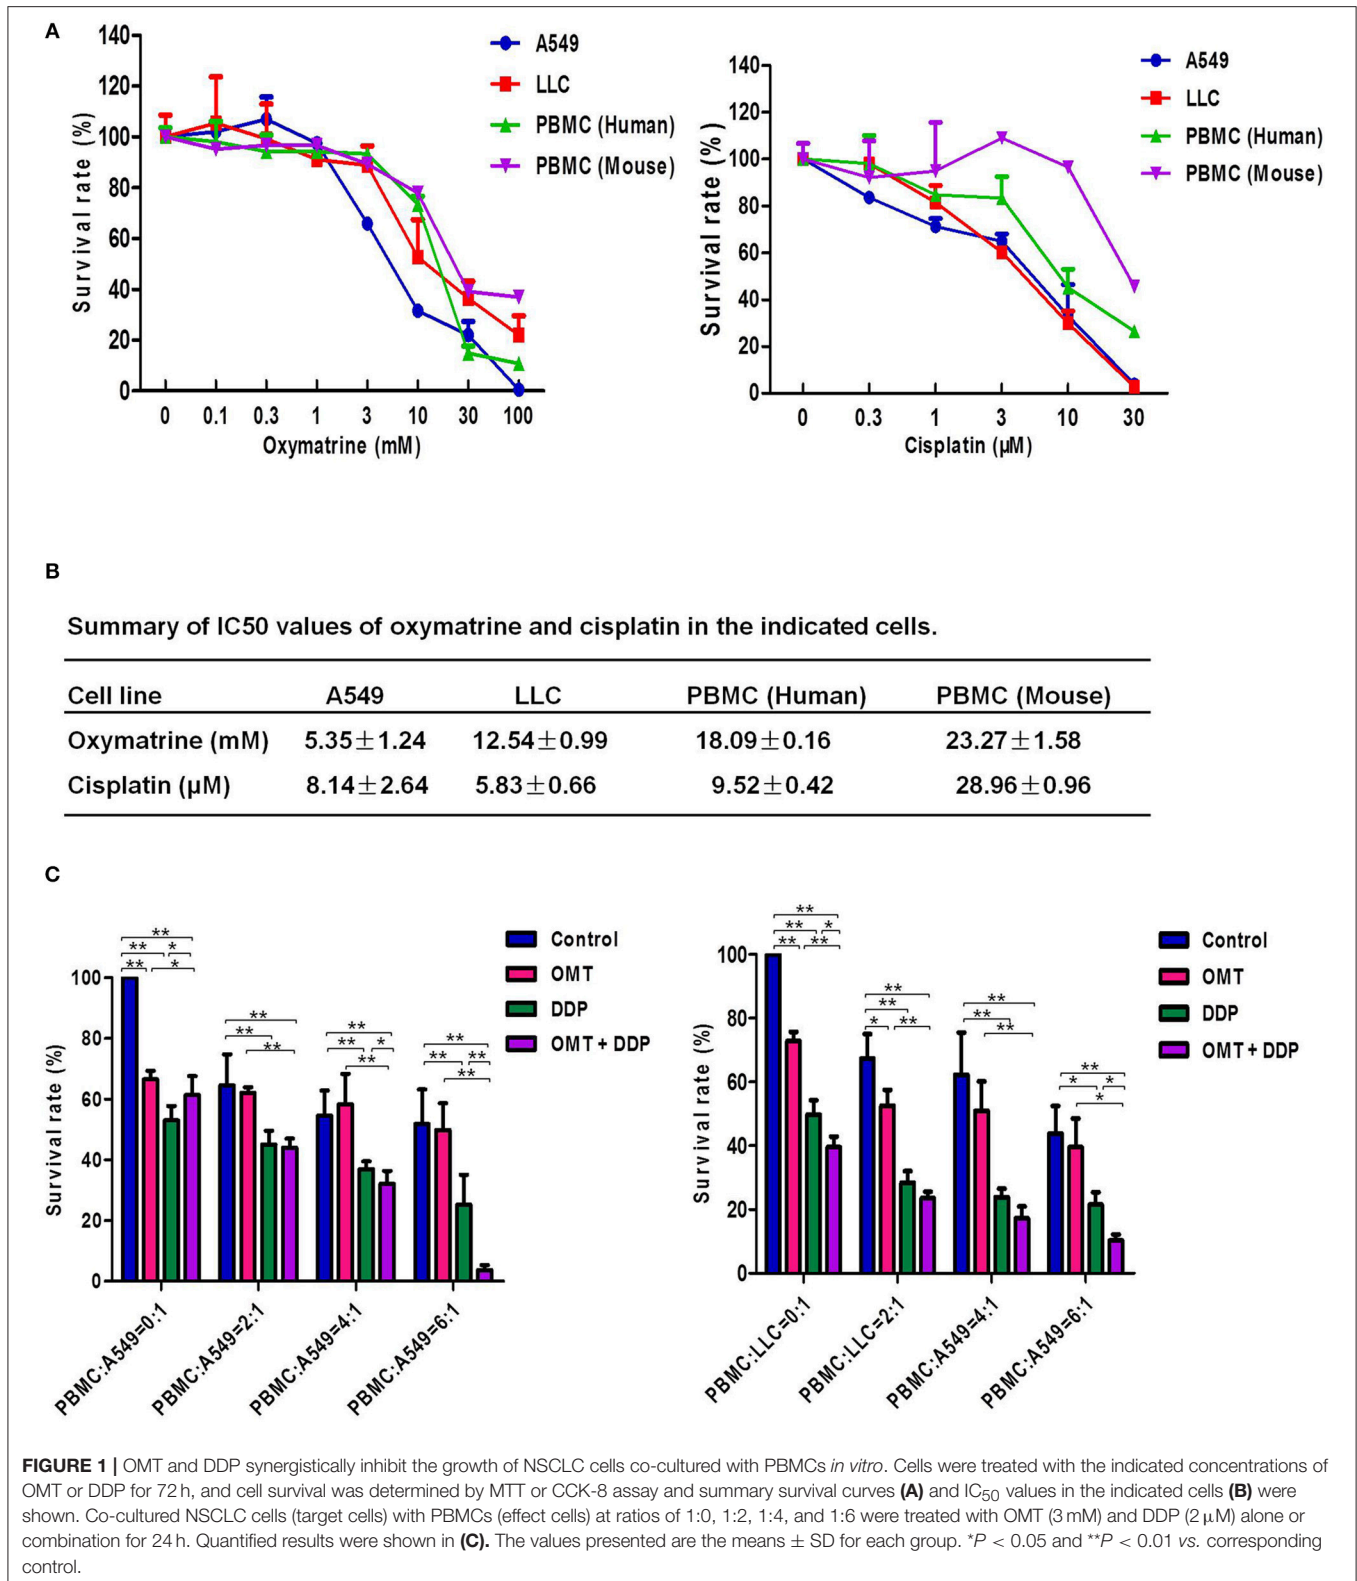 A
140
120
100
80
60
40
20
0
Survival rate (%)
0 0.1 0.3 1 3 10 30 100
Oxymatrine (mM)
A549
LLC
PBMC (Human)
PBMC (Mouse)
140
120
100
80
60
40
20
0
Survival rate (%)
0 0.3 1 3 10 30
Cisplatin (µM)
A549
LLC
PBMC (Human)
PBMC (Mouse)
B
Summary of IC50 values of oxymatrine and cisplatin in the indicated cells.
Cell line A549 LLC PBMC (Human) PBMC (Mouse)
Oxymatrine (mM) 5.35±1.24 12.54±0.99 18.09±0.16 23.27±1.58
Cisplatin (µM) 8.14±2.64 5.83±0.66 9.52±0.42 28.96±0.96
C
100
80
60
40
20
0
Survival rate (%)
**
** *
** *
**
**
**
**
** *
**
**
** **
**
PBMC:A549=0:1
PBMC:A549=2:1
PBMC:A549=4:1
PBMC:A549=6:1
Control
OMT
DDP
OMT + DDP
100
80
60
40
20
0
Survival rate (%)
**
** *
** **
**
**
* **
**
**
**
**
* *
*
PBMC:LLC=0:1
PBMC:LLC=2:1
PBMC:A549=4:1
PBMC:A549=6:1
Control
OMT
DDP
OMT + DDP
FIGURE 1 | OMT and DDP synergistically inhibit the growth of NSCLC cells co-cultured with PBMCs in vitro. Cells were treated with the indicated concentrations of
OMT or DDP for 72 h, and cell survival was determined by MTT or CCK-8 assay and summary survival curves (A) and IC50 values in the indicated cells (B) were
shown. Co-cultured NSCLC cells (target cells) with PBMCs (effect cells) at ratios of 1:0, 1:2, 1:4, and 1:6 were treated with OMT (3 mM) and DDP (2 µM) alone or
combination for 24 h. Quantified results were shown in (C). The values presented are the means ± SD for each group. *P < 0.05 and **P < 0.01 vs. corresponding
control.